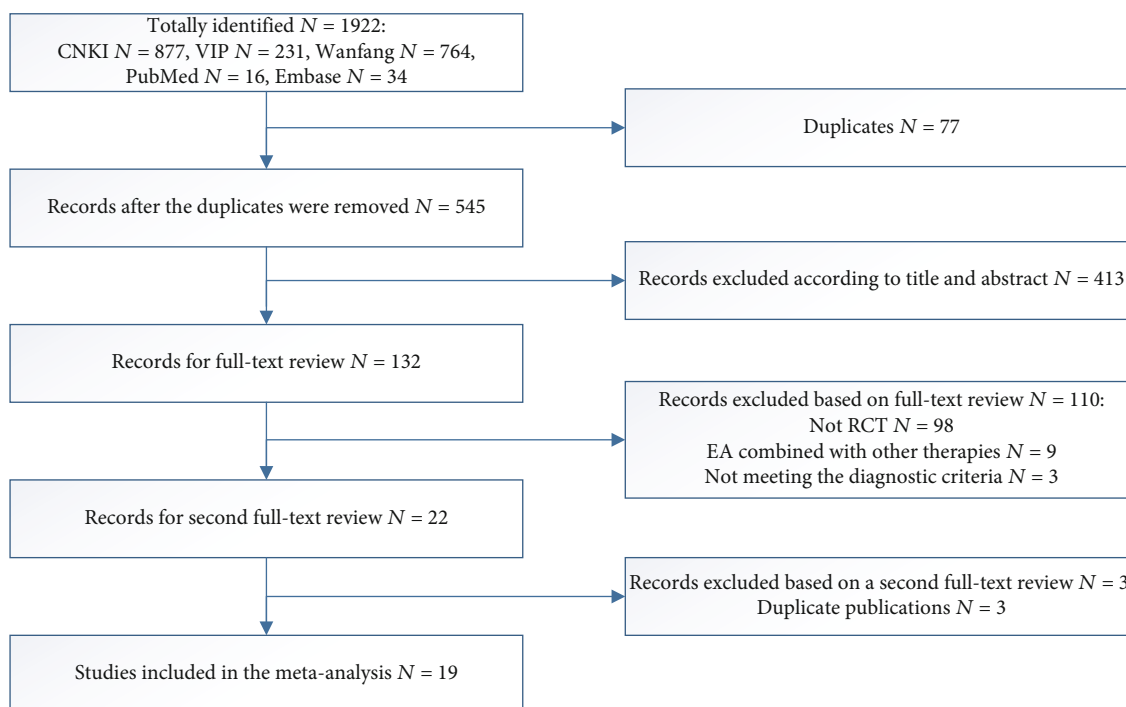 Totally identified N = 1922:
CNKI N = 877, VIP N = 231, Wanfang N = 764,
PubMed N = 16, Embase N = 34
Duplicates N = 77
Records after the duplicates were removed N = 545
Records excluded according to title and abstract N = 413
Records for full-text review N = 132
Records excluded based on full-text review N = 110:
Not RCT N = 98
EA combined with other therapies N = 9
Not meeting the diagnostic criteria N = 3
Records for second full-text review N = 22
Records excluded based on a second full-text review N = 3
Duplicate publications N = 3
Studies included in the meta-analysis N = 19